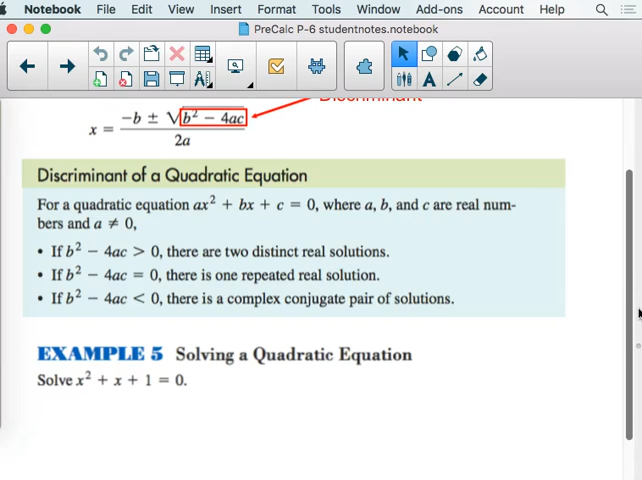 Notebook File Edit View Insert Format Tools Window Add-ons Account Help
PreCalc P-6 studentnotes.notebook
Discriminant
x = \frac{-b ± \sqrt{b² − 4ac}}{2a}
Discriminant of a Quadratic Equation
For a quadratic equation ax² + bx + c = 0, where a, b, and c are real num-
bers and a ≠ 0,
• If b² − 4ac > 0, there are two distinct real solutions.
• If b² − 4ac = 0, there is one repeated real solution.
• If b² − 4ac < 0, there is a complex conjugate pair of solutions.
EXAMPLE 5 Solving a Quadratic Equation
Solve x² + x + 1 = 0.